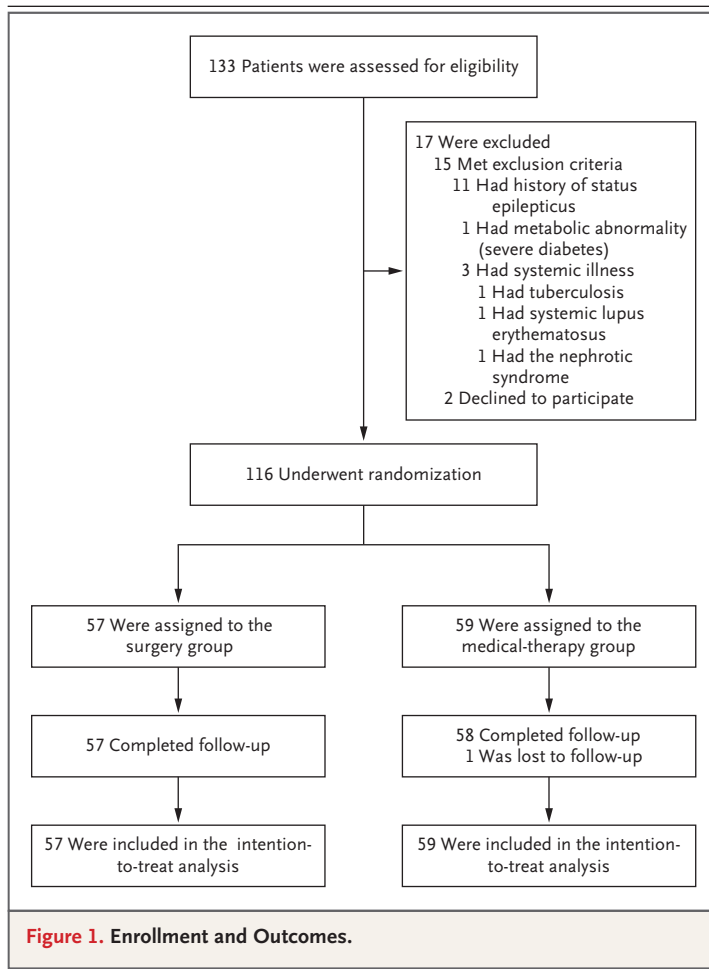 133 Patients were assessed for eligibility
17 Were excluded
15 Met exclusion criteria
11 Had history of status
epilepticus
1 Had metabolic abnormality
(severe diabetes)
3 Had systemic illness
1 Had tuberculosis
1 Had systemic lupus
erythematosus
1 Had the nephrotic
syndrome
2 Declined to participate
116 Underwent randomization
57 Were assigned to the
surgery group
59 Were assigned to the
medical-therapy group
57 Completed follow-up
58 Completed follow-up
1 Was lost to follow-up
57 Were included in the intention-
to-treat analysis
59 Were included in the intention-
to-treat analysis
Figure 1. Enrollment and Outcomes.